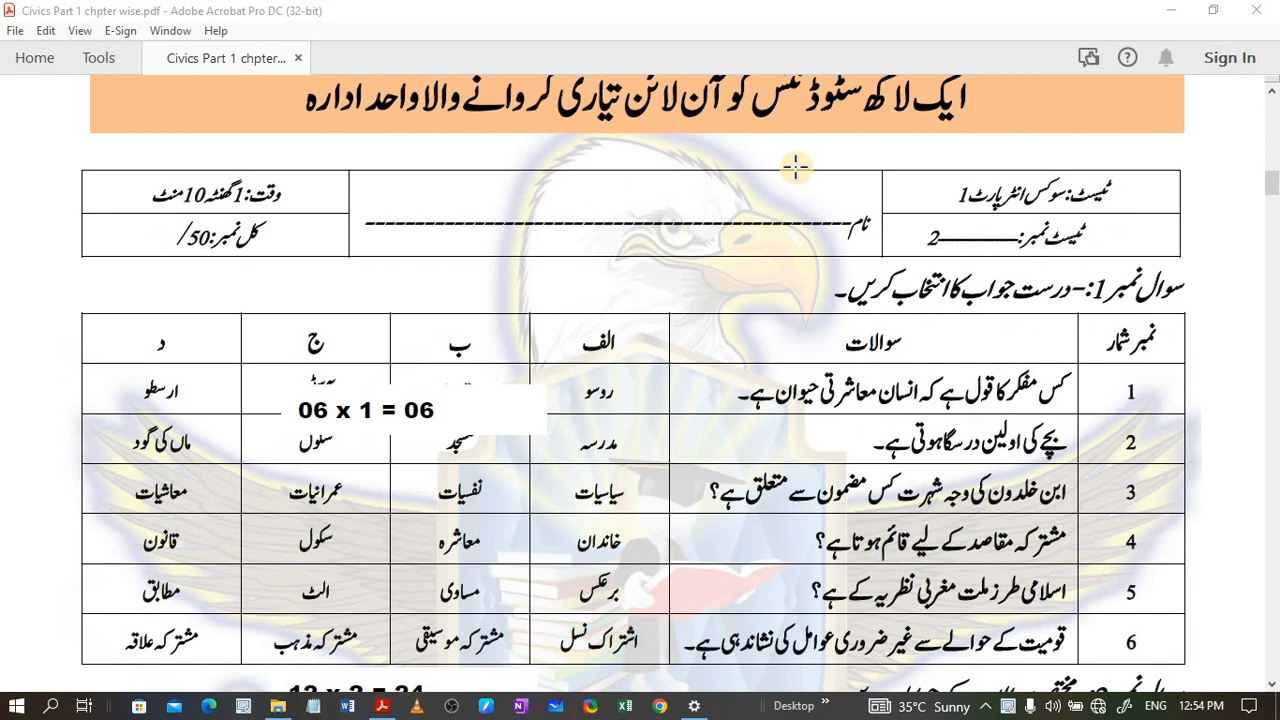 Civics Part 1 chpter wise.pdf - Adobe Acrobat Pro DC (32-bit)
File Edit View E-Sign Window Help
Home Tools Civics Part 1 chpter... × Sign In
ایک لاکھ سٹوڈنٹس کو آن لائن تیاری کروانے والا واحد ادارہ
ٹیسٹ: سوکس انٹر پارٹ 1 نام وقت: 1 گھنٹہ 10 منٹ
ٹیسٹ نمبر: 2 کل نمبر: 50/
سوال نمبر 1:- درست جواب کا انتخاب کریں۔
نمبر شمار سوالات الف ب ج د
1 کس مفکر کا قول ہے کہ انسان معاشرتی حیوان ہے۔ روسو ارسطو
06 x 1 = 06
2 بچے کی اولین درسگاہ ہوتی ہے۔ مدرسہ مسجد سکول ماں کی گود
3 ابن خلدون کی وجہ شہرت کس مضمون سے متعلق ہے؟ سیاسیات نفسیات عمرانیات معاشیات
4 مشترکہ مقاصد کے لیے قائم ہوتا ہے؟ خاندان معاشرہ سکول قانون
5 اسلامی طرز ملت مغربی نظریہ کے ہے؟ برعکس مساوی الٹ مطابق
6 قومیت کے حوالے سے غیر ضروری عوامل کی نشاندہی ہے۔ اشتراک نسل مشترکہ موسیقی مشترکہ مذہب مشترکہ علاقہ
12 x 2 = 24
Desktop 35°C Sunny ENG 12:54 PM